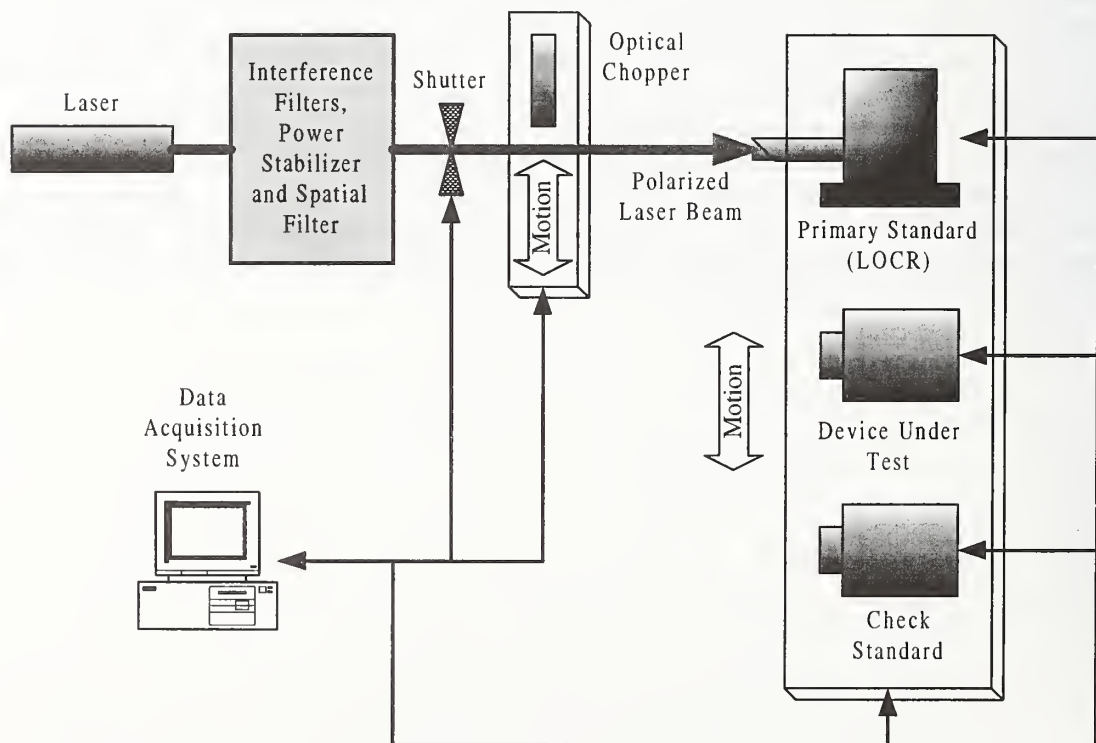 Laser
Interference
Filters,
Power
Stabilizer
and Spatial
Filter
Shutter
Optical
Chopper
Motion
Polarized
Laser Beam
Primary Standard
(LOCR)
Motion
Device Under
Test
Check
Standard
Data
Acquisition
System